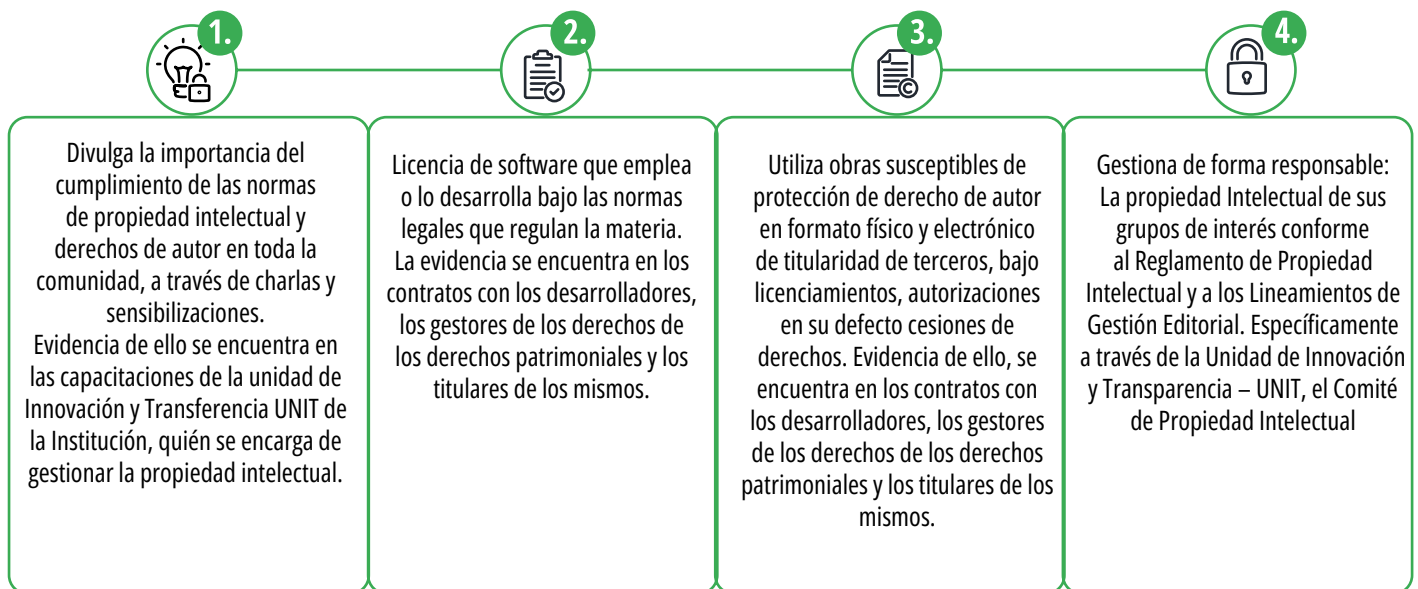 1.
Divulga la importancia del
cumplimiento de las normas
de propiedad intelectual y
derechos de autor en toda la
comunidad, a través de charlas y
sensibilizaciones.
Evidencia de ello se encuentra en
las capacitaciones de la unidad de
Innovación y Transferencia UNIT de
la Institución, quién se encarga de
gestionar la propiedad intelectual.
2.
Licencia de software que emplea
o lo desarrolla bajo las normas
legales que regulan la materia.
La evidencia se encuentra en los
contratos con los desarrolladores,
los gestores de los derechos de
los derechos patrimoniales y los
titulares de los mismos.
3.
Utiliza obras susceptibles de
protección de derecho de autor
en formato físico y electrónico
de titularidad de terceros, bajo
licenciamientos, autorizaciones
en su defecto cesiones de
derechos. Evidencia de ello, se
encuentra en los contratos con
los desarrolladores, los gestores
de los derechos de los derechos
patrimoniales y los titulares de los
mismos.
4.
Gestiona de forma responsable:
La propiedad Intelectual de sus
grupos de interés conforme
al Reglamento de Propiedad
Intelectual y a los Lineamientos de
Gestión Editorial. Específicamente
a través de la Unidad de Innovación
y Transparencia – UNIT, el Comité
de Propiedad Intelectual